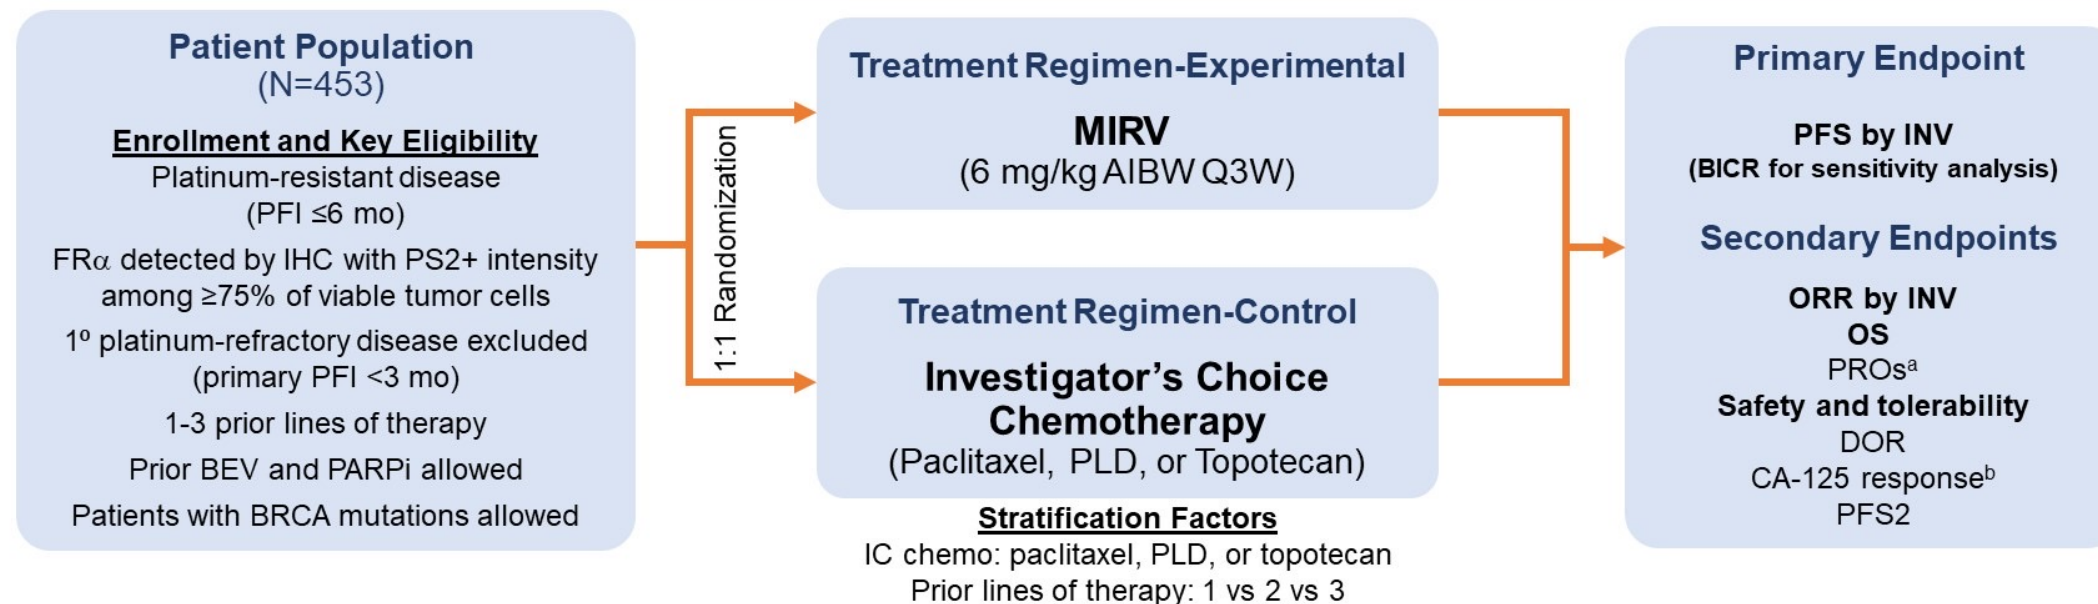 Patient Population
(N=453)
Enrollment and Key Eligibility
Platinum-resistant disease
(PFI ≤6 mo)
FRα detected by IHC with PS2+ intensity
among ≥75% of viable tumor cells
1º platinum-refractory disease excluded
(primary PFI <3 mo)
1-3 prior lines of therapy
Prior BEV and PARPi allowed
Patients with BRCA mutations allowed
1:1 Randomization
Treatment Regimen-Experimental
MIRV
(6 mg/kg AIBW Q3W)
Treatment Regimen-Control
Investigator’s Choice
Chemotherapy
(Paclitaxel, PLD, or Topotecan)
Stratification Factors
IC chemo: paclitaxel, PLD, or topotecan
Prior lines of therapy: 1 vs 2 vs 3
Primary Endpoint
PFS by INV
(BICR for sensitivity analysis)
Secondary Endpoints
ORR by INV
OS
PROsᵃ
Safety and tolerability
DOR
CA-125 responseᵇ
PFS2